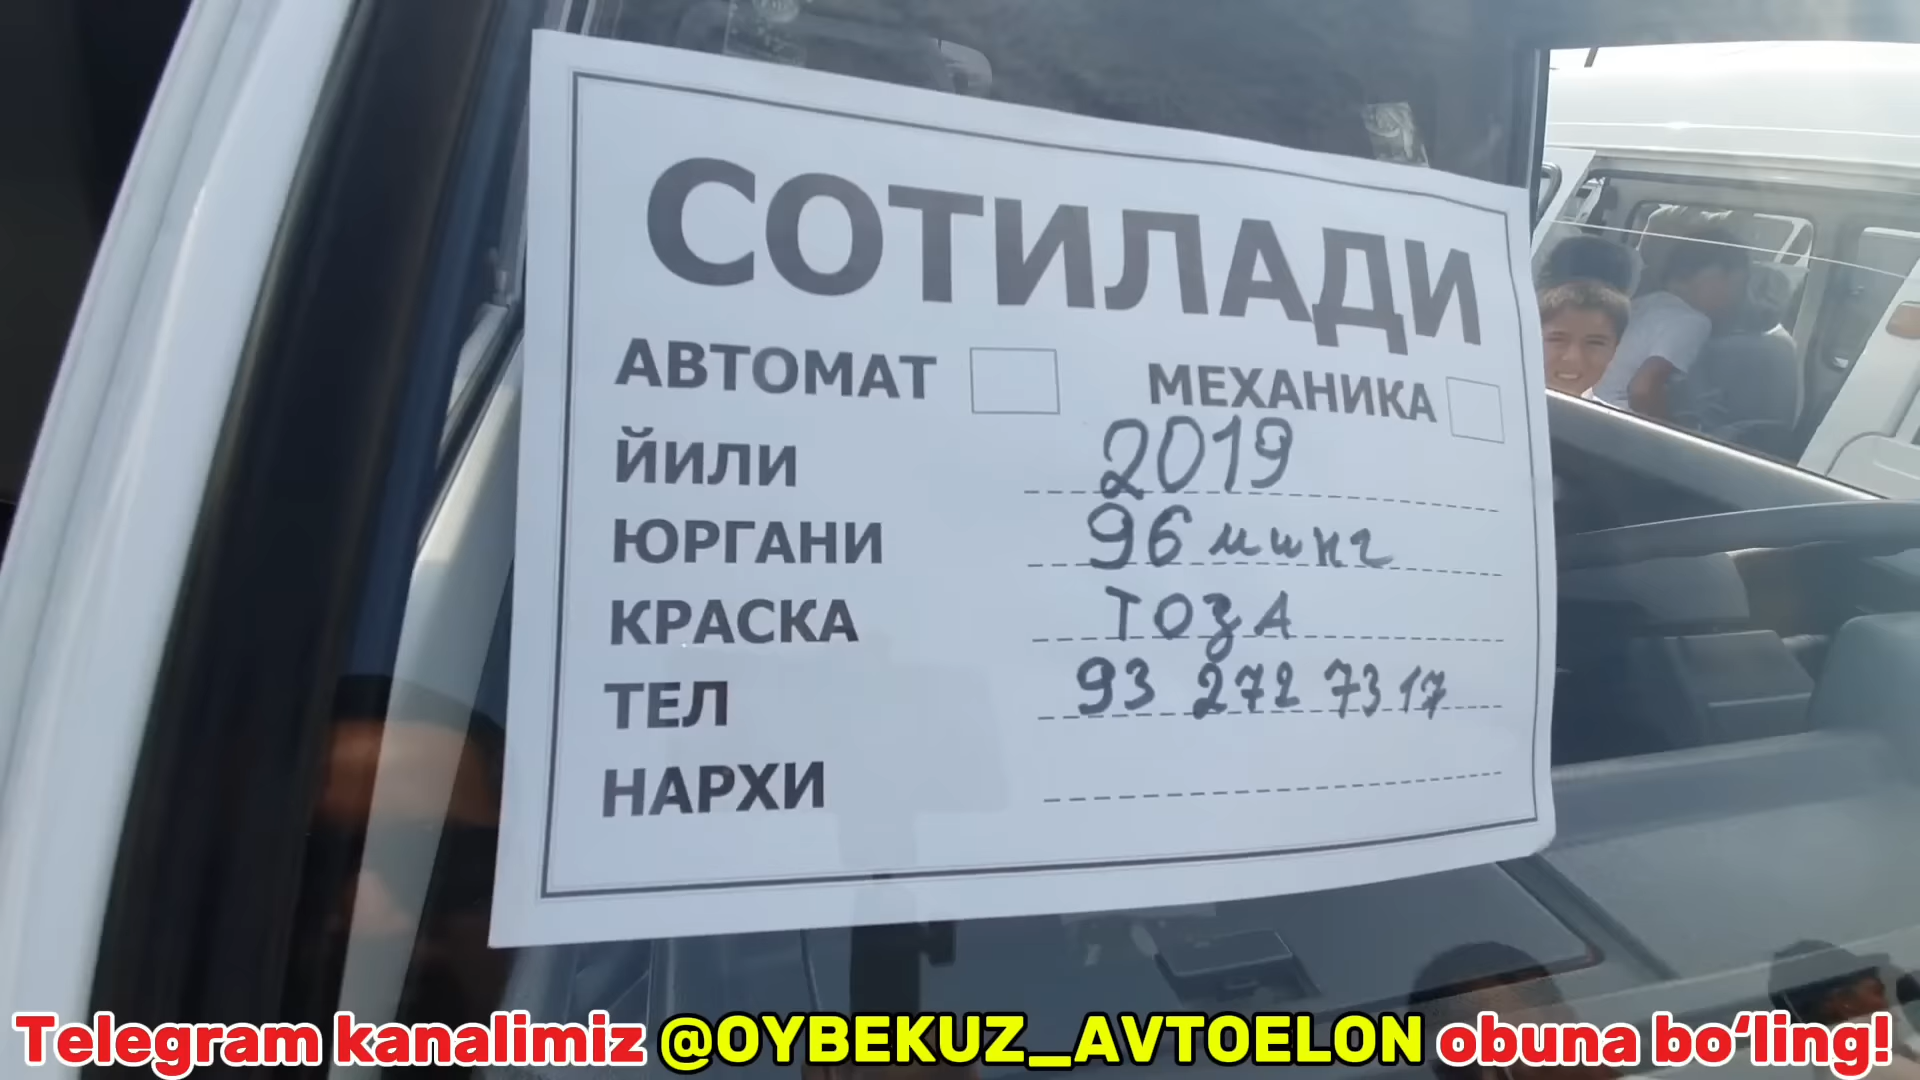 СОТИЛАДИ
АВТОМАТ МЕХАНИКА
ЙИЛИ 2019
ЮРГАНИ 96 минг
КРАСКА ТОЗА
ТЕЛ 93 272 73 17
НАРХИ
Telegram kanalimiz @OYBEKUZ_AVTOELON obuna bo‘ling!